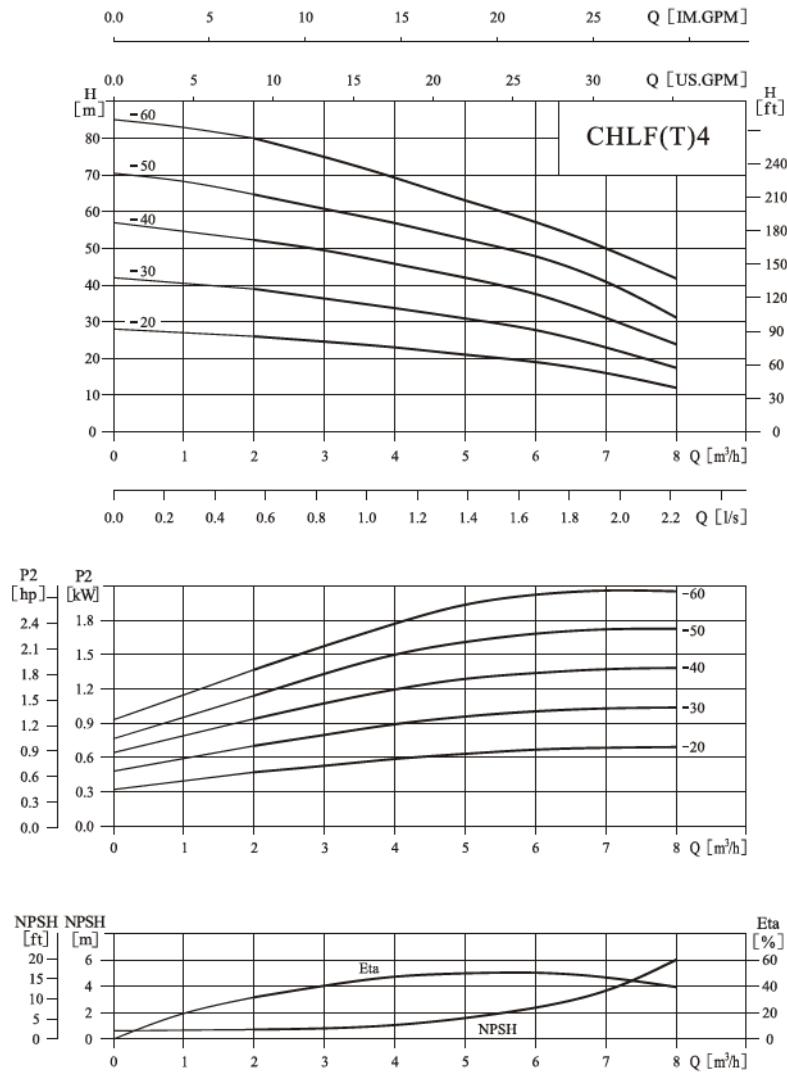 0.0 5 10 15 20 25 Q [IM.GPM]
0.0 5 10 15 20 25 30 Q [US.GPM]
H
[m]
H
[ft]
CHLF(T)4
-60
-50
-40
-30
-20
80
70
60
50
40
30
20
10
0
240
210
180
150
120
90
60
30
0
0 1 2 3 4 5 6 7 8 Q [m³/h]
0.0 0.2 0.4 0.6 0.8 1.0 1.2 1.4 1.6 1.8 2.0 2.2 Q [l/s]
P2
[hp]
P2
[kW]
2.4
2.1
1.8
1.5
1.2
0.9
0.6
0.3
0.0
1.8
1.5
1.2
0.9
0.6
0.3
0.0
-60
-50
-40
-30
-20
0 1 2 3 4 5 6 7 8 Q [m³/h]
NPSH
[ft]
NPSH
[m]
Eta
[%]
20
15
10
5
0
6
4
2
0
Eta
NPSH
60
40
20
0
0 1 2 3 4 5 6 7 8 Q [m³/h]